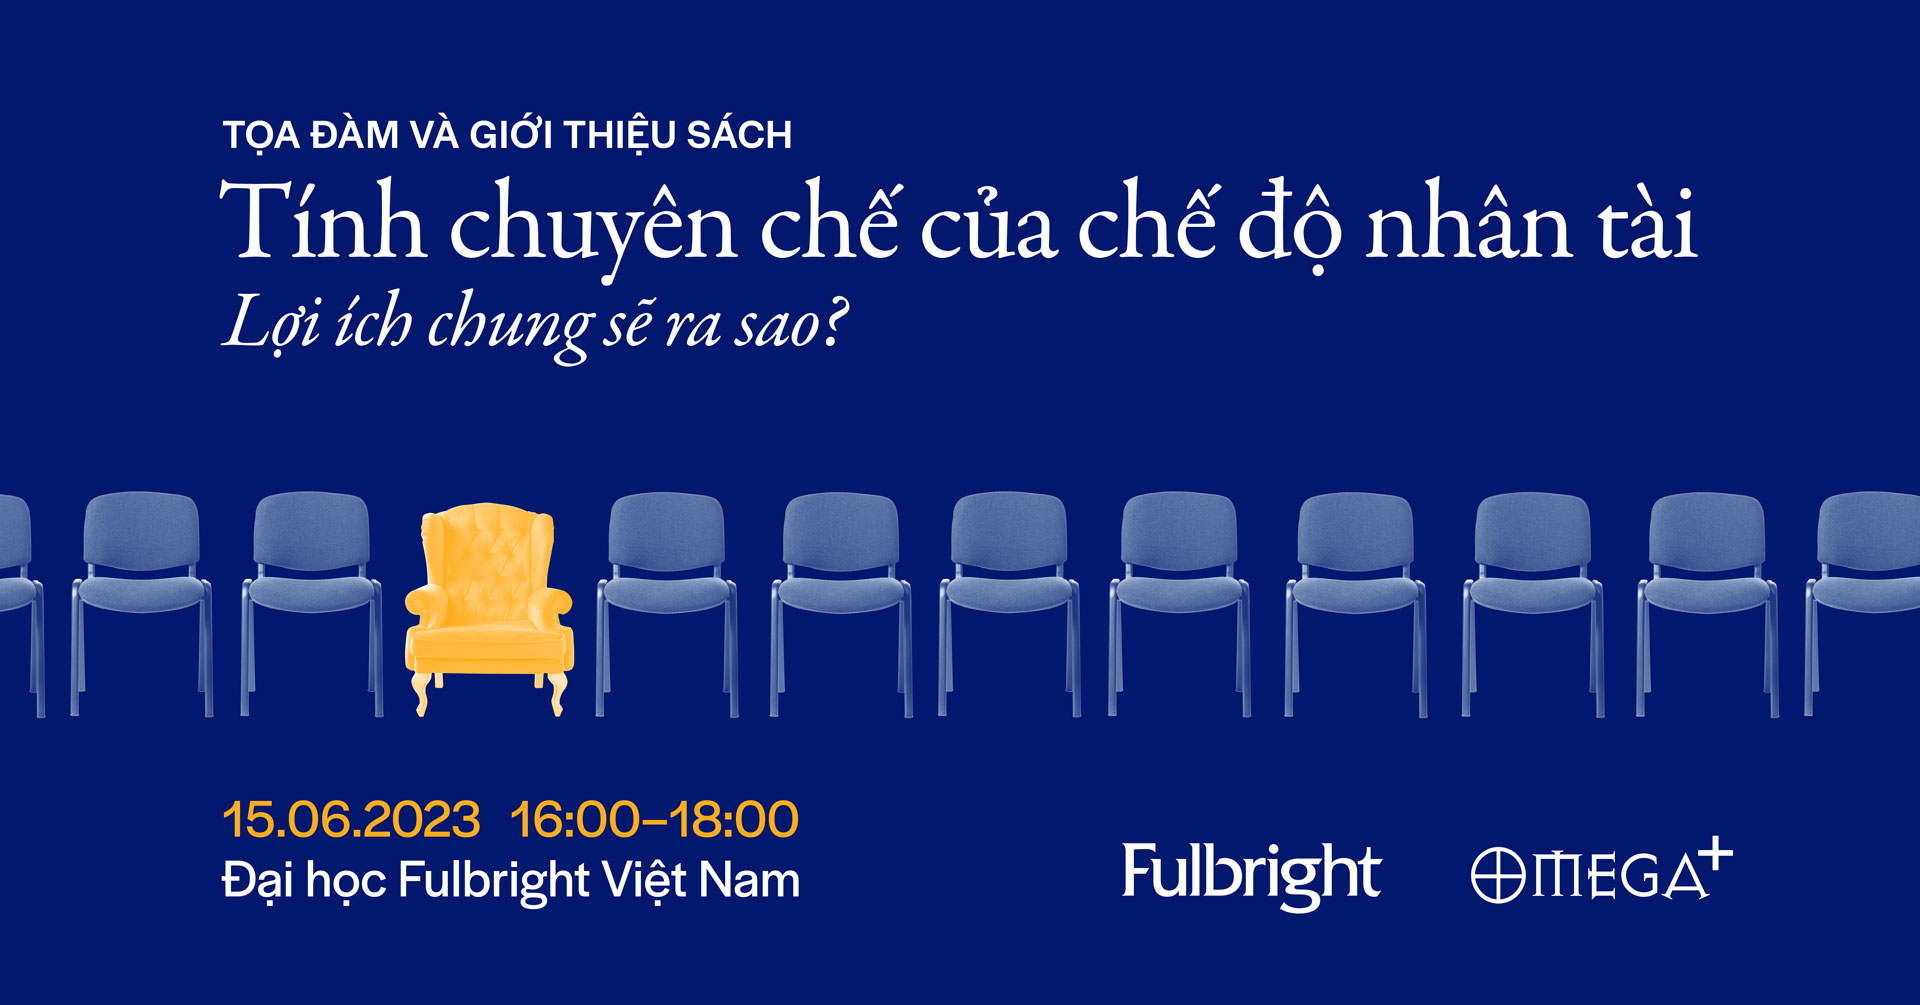 TỌA ĐÀM VÀ GIỚI THIỆU SÁCH
Tính chuyên chế của chế độ nhân tài
Lợi ích chung sẽ ra sao?
15.06.2023 16:00–18:00
Đại học Fulbright Việt Nam
Fulbright
OMEGA+